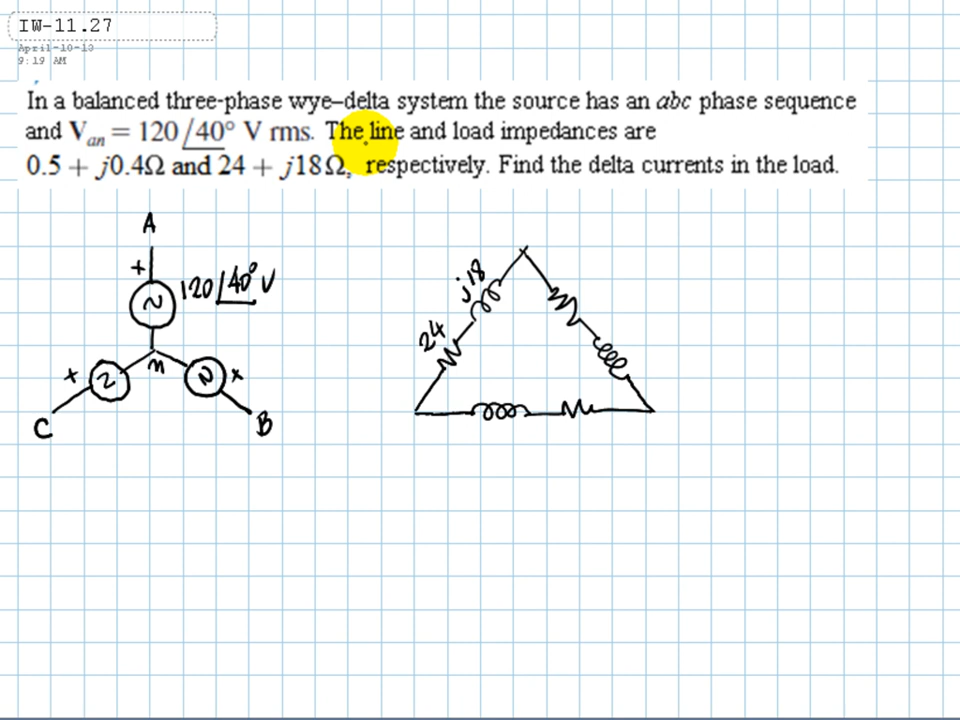 IW-11.27
April-10-13
9:19 AM
In a balanced three-phase wye–delta system the source has an abc phase sequence
and Van = 120/40° V rms. The line and load impedances are
0.5 + j0.4Ω and 24 + j18Ω, respectively. Find the delta currents in the load.
A
+
120/40° V
n
+
+
C
B
j18
24